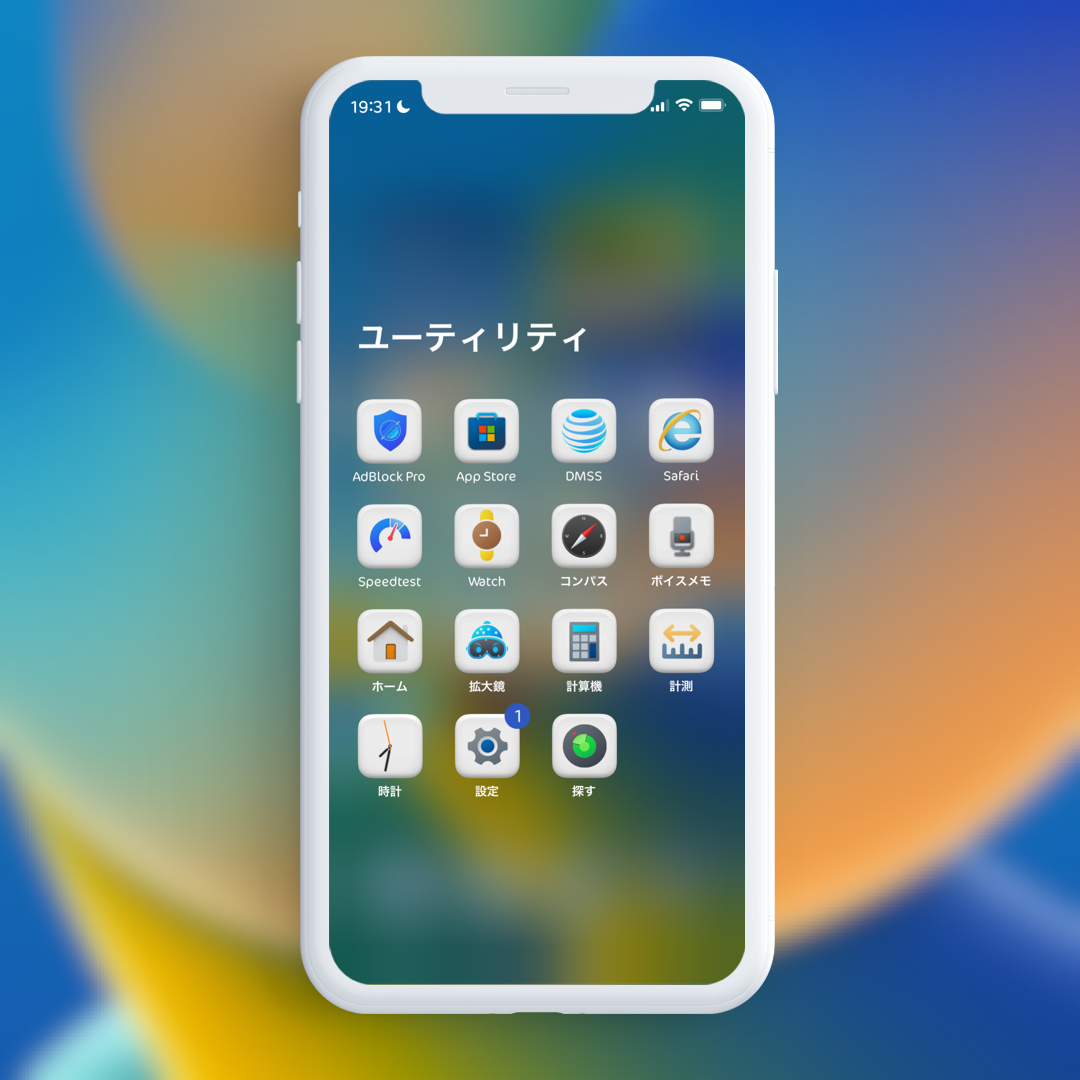 19:31
ユーティリティ
AdBlock Pro
App Store
DMSS
Safari
Speedtest
Watch
コンパス
ボイスメモ
ホーム
拡大鏡
計算機
計測
1
時計
設定
探す